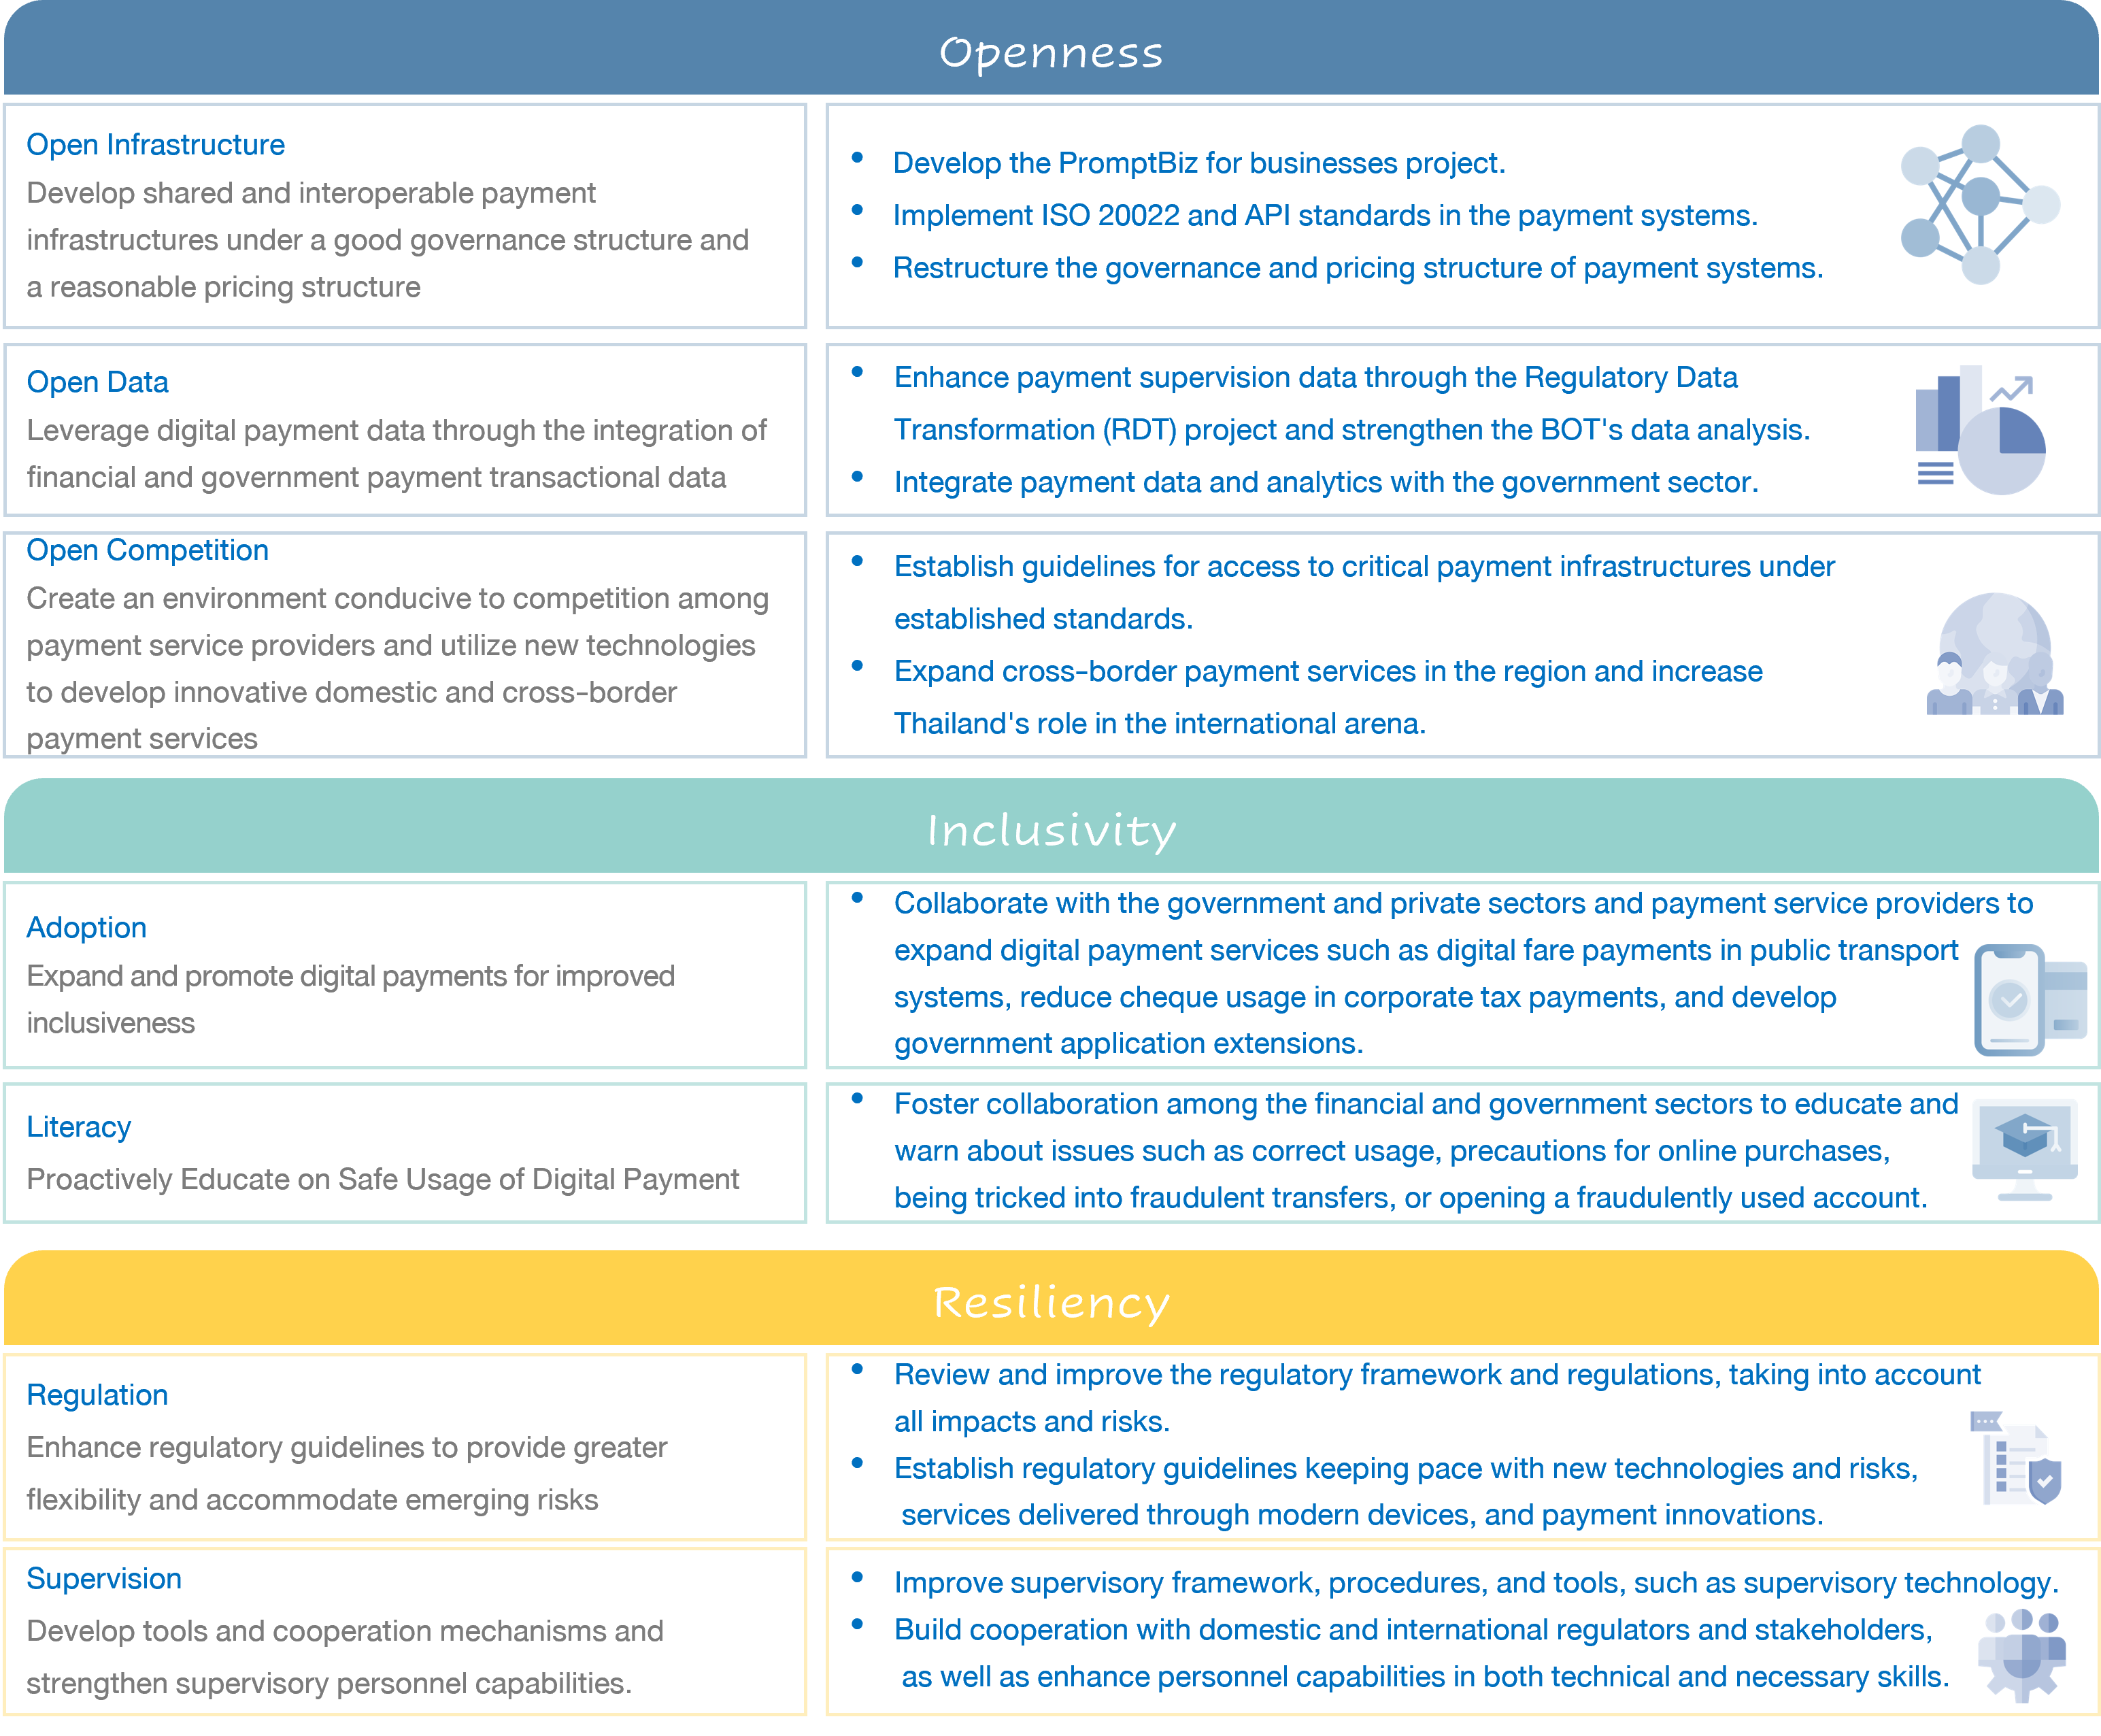 Openness
Open Infrastructure
Develop shared and interoperable payment
infrastructures under a good governance structure and
a reasonable pricing structure
• Develop the PromptBiz for businesses project.
• Implement ISO 20022 and API standards in the payment systems.
• Restructure the governance and pricing structure of payment systems.
Open Data
Leverage digital payment data through the integration of
financial and government payment transactional data
• Enhance payment supervision data through the Regulatory Data
Transformation (RDT) project and strengthen the BOT's data analysis.
• Integrate payment data and analytics with the government sector.
Open Competition
Create an environment conducive to competition among
payment service providers and utilize new technologies
to develop innovative domestic and cross-border
payment services
• Establish guidelines for access to critical payment infrastructures under
established standards.
• Expand cross-border payment services in the region and increase
Thailand's role in the international arena.
Inclusivity
Adoption
Expand and promote digital payments for improved
inclusiveness
• Collaborate with the government and private sectors and payment service providers to
expand digital payment services such as digital fare payments in public transport
systems, reduce cheque usage in corporate tax payments, and develop
government application extensions.
Literacy
Proactively Educate on Safe Usage of Digital Payment
• Foster collaboration among the financial and government sectors to educate and
warn about issues such as correct usage, precautions for online purchases,
being tricked into fraudulent transfers, or opening a fraudulently used account.
Resiliency
Regulation
Enhance regulatory guidelines to provide greater
flexibility and accommodate emerging risks
• Review and improve the regulatory framework and regulations, taking into account
all impacts and risks.
• Establish regulatory guidelines keeping pace with new technologies and risks,
services delivered through modern devices, and payment innovations.
Supervision
Develop tools and cooperation mechanisms and
strengthen supervisory personnel capabilities.
• Improve supervisory framework, procedures, and tools, such as supervisory technology.
• Build cooperation with domestic and international regulators and stakeholders,
as well as enhance personnel capabilities in both technical and necessary skills.